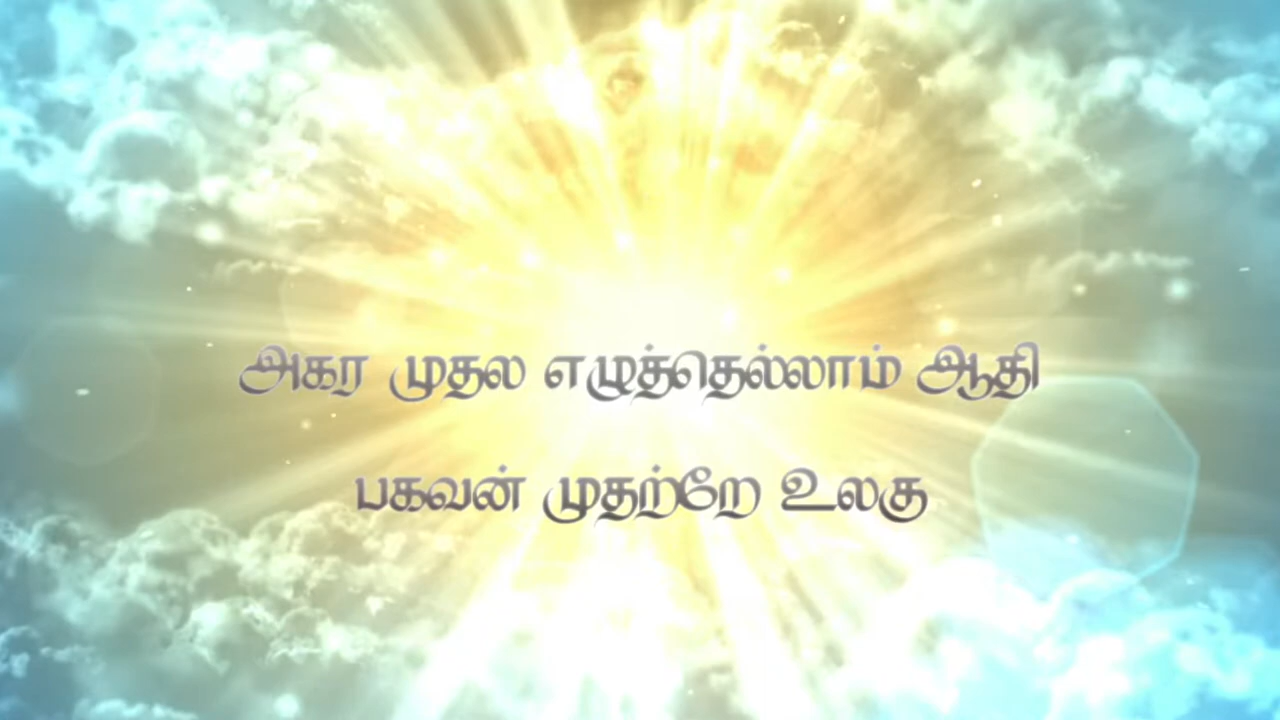 அகர முதல எழுத்தெல்லாம் ஆதி
பகவன் முதற்றே உலகு